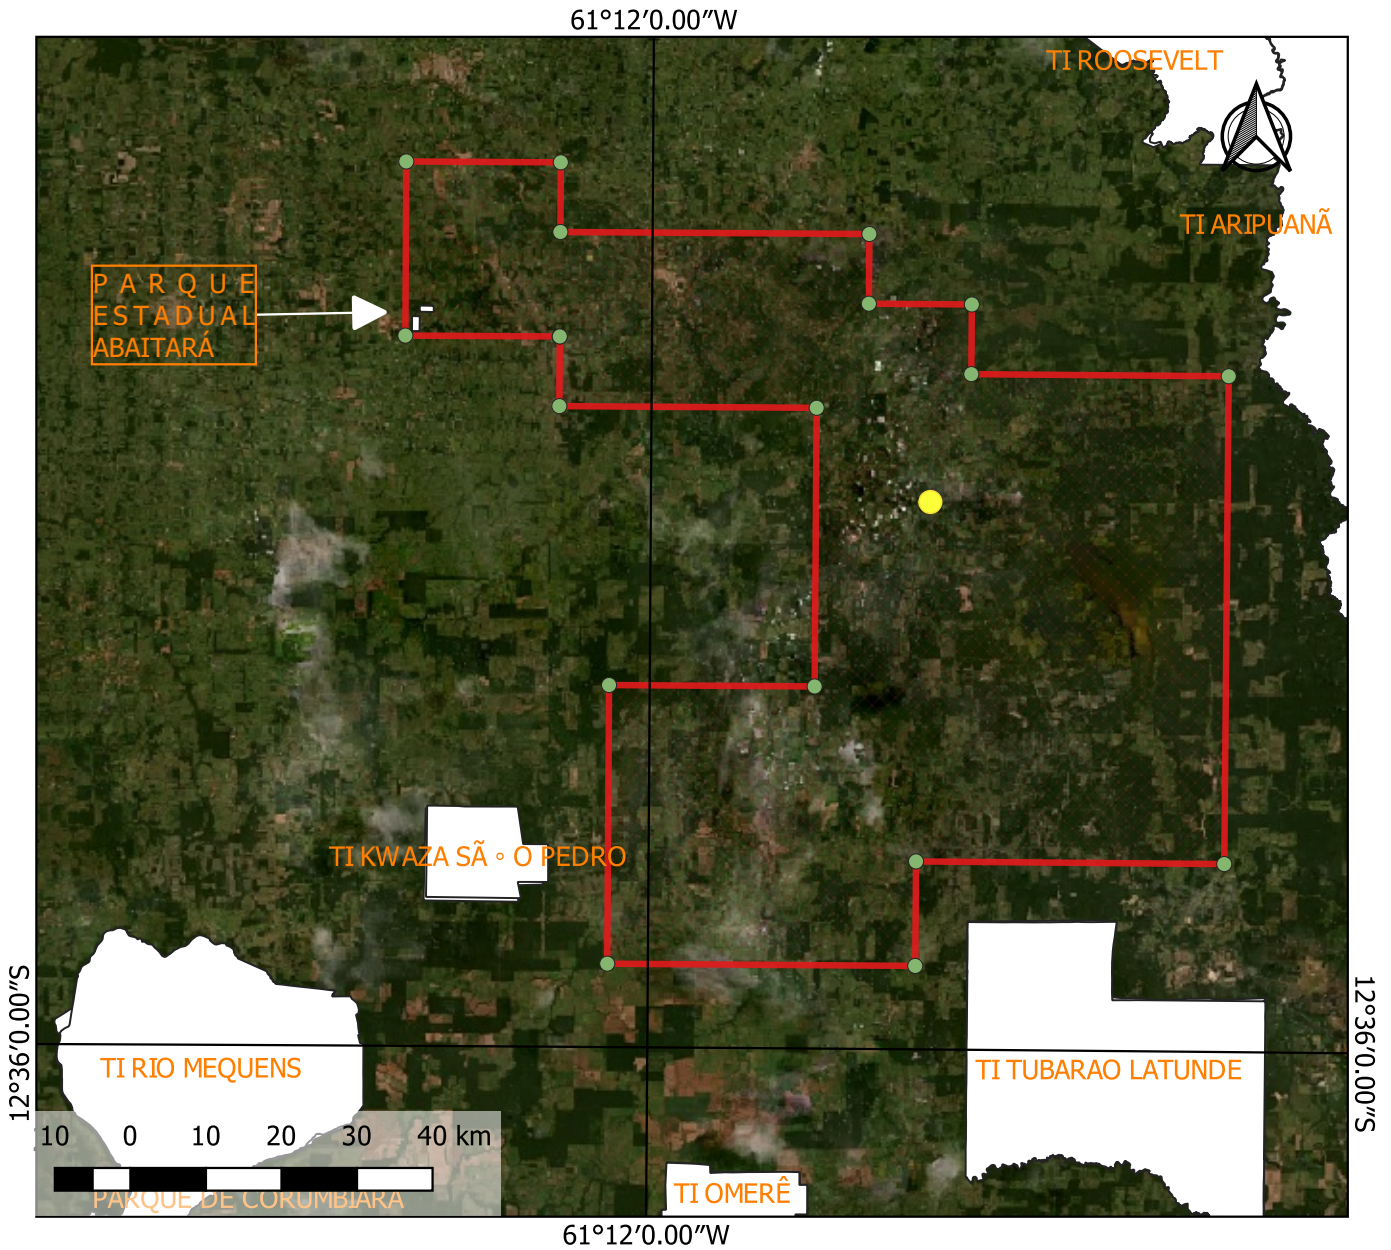 61°12'0.00"W
TI ROOSEVELT
TI ARIPUANÃ
PARQUE
ESTADUAL
ABAITARÁ
TI KWAZA SÃ ° O PEDRO
12°36'0.00"S
12°36'0.00"S
TI RIO MEQUENS
TI TUBARAO LATUNDE
10 0 10 20 30 40 km
PARQUE DE CORUMBIARA
TI OMERÊ
61°12'0.00"W